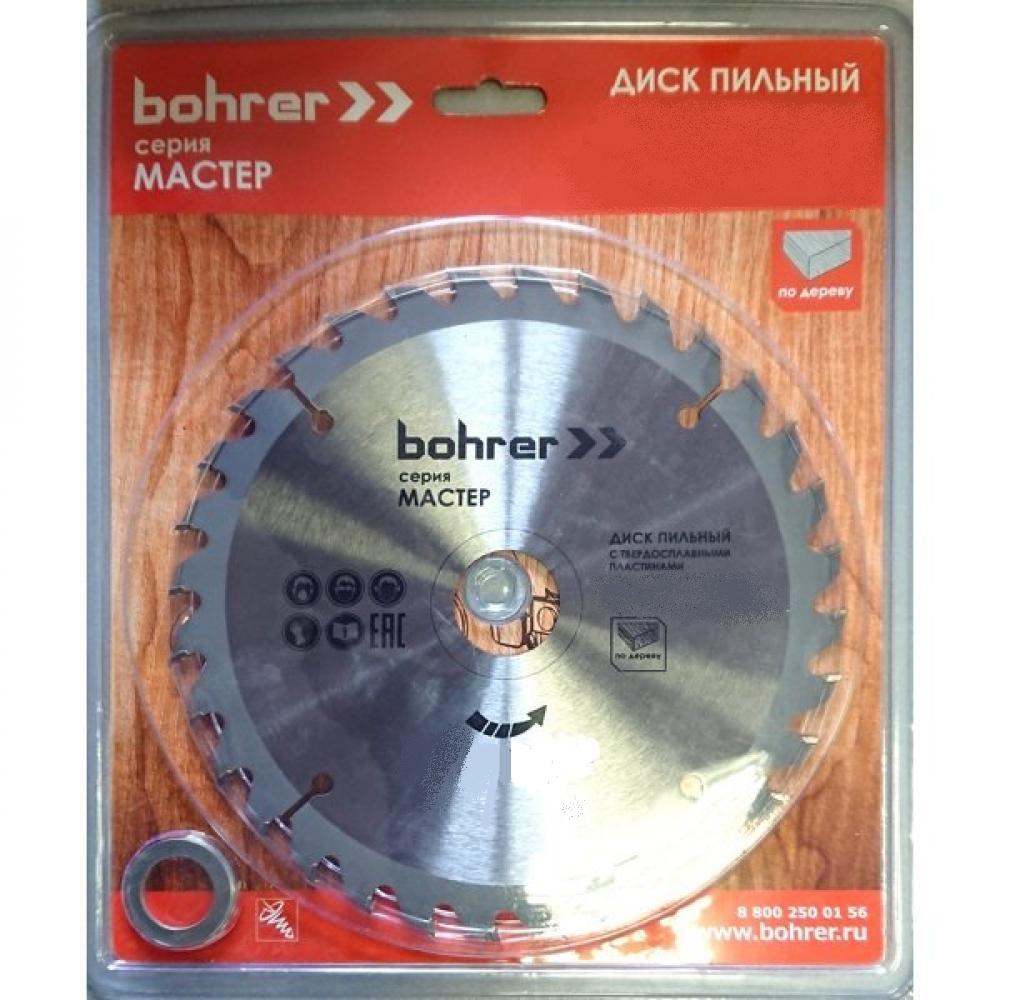 bohrer
серия
МАСТЕР
ДИСК ПИЛЬНЫЙ
по дереву
bohrer
серия
МАСТЕР
ДИСК ПИЛЬНЫЙ
С ТВЕРДОСПЛАВНЫМИ
ПЛАСТИНАМИ
EAC
по дереву
8 800 250 01 56
www.bohrer.ru